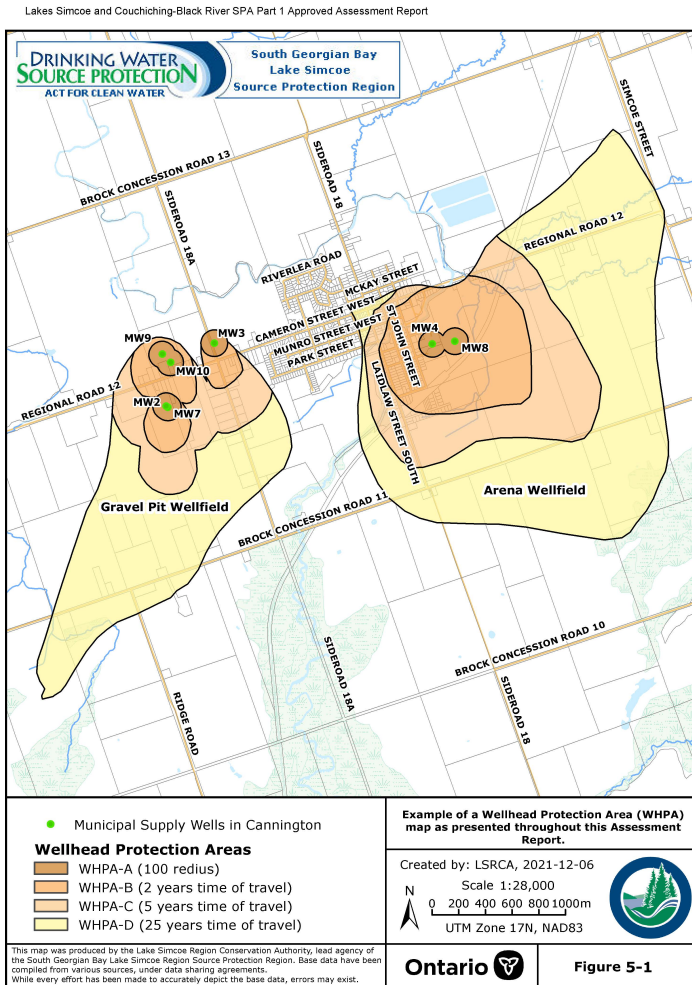 Lakes Simcoe and Couchiching-Black River SPA Part 1 Approved Assessment Report
DRINKING WATER
SOURCE PROTECTION
ACT FOR CLEAN WATER
South Georgian Bay
Lake Simcoe
Source Protection Region
SIMCOE STREET
BROCK CONCESSION ROAD 13
SIDEROAD 18
SIDEROAD 18A
REGIONAL ROAD 12
RIVERLEA ROAD
MCKAY STREET
CAMERON STREET WEST
MUNRO STREET WEST
PARK STREET
ST JOHN STREET
LAIDLAW STREET SOUTH
MW9
MW3
MW10
MW4
MW8
MW2
MW7
REGIONAL ROAD 12
Gravel Pit Wellfield
Arena Wellfield
BROCK CONCESSION ROAD 11
BROCK CONCESSION ROAD 10
SIDEROAD 18A
RIDGE ROAD
SIDEROAD 18
Municipal Supply Wells in Cannington
Wellhead Protection Areas
WHPA-A (100 redius)
WHPA-B (2 years time of travel)
WHPA-C (5 years time of travel)
WHPA-D (25 years time of travel)
Example of a Wellhead Protection Area (WHPA)
map as presented throughout this Assessment
Report.
Created by: LSRCA, 2021-12-06
Scale 1:28,000
N
0 200 400 600 800 1000m
UTM Zone 17N, NAD83
This map was produced by the Lake Simcoe Region Conservation Authority, lead agency of
the South Georgian Bay Lake Simcoe Region Source Protection Region. Base data have been
compiled from various sources, under data sharing agreements.
While every effort has been made to accurately depict the base data, errors may exist.
Ontario
Figure 5-1